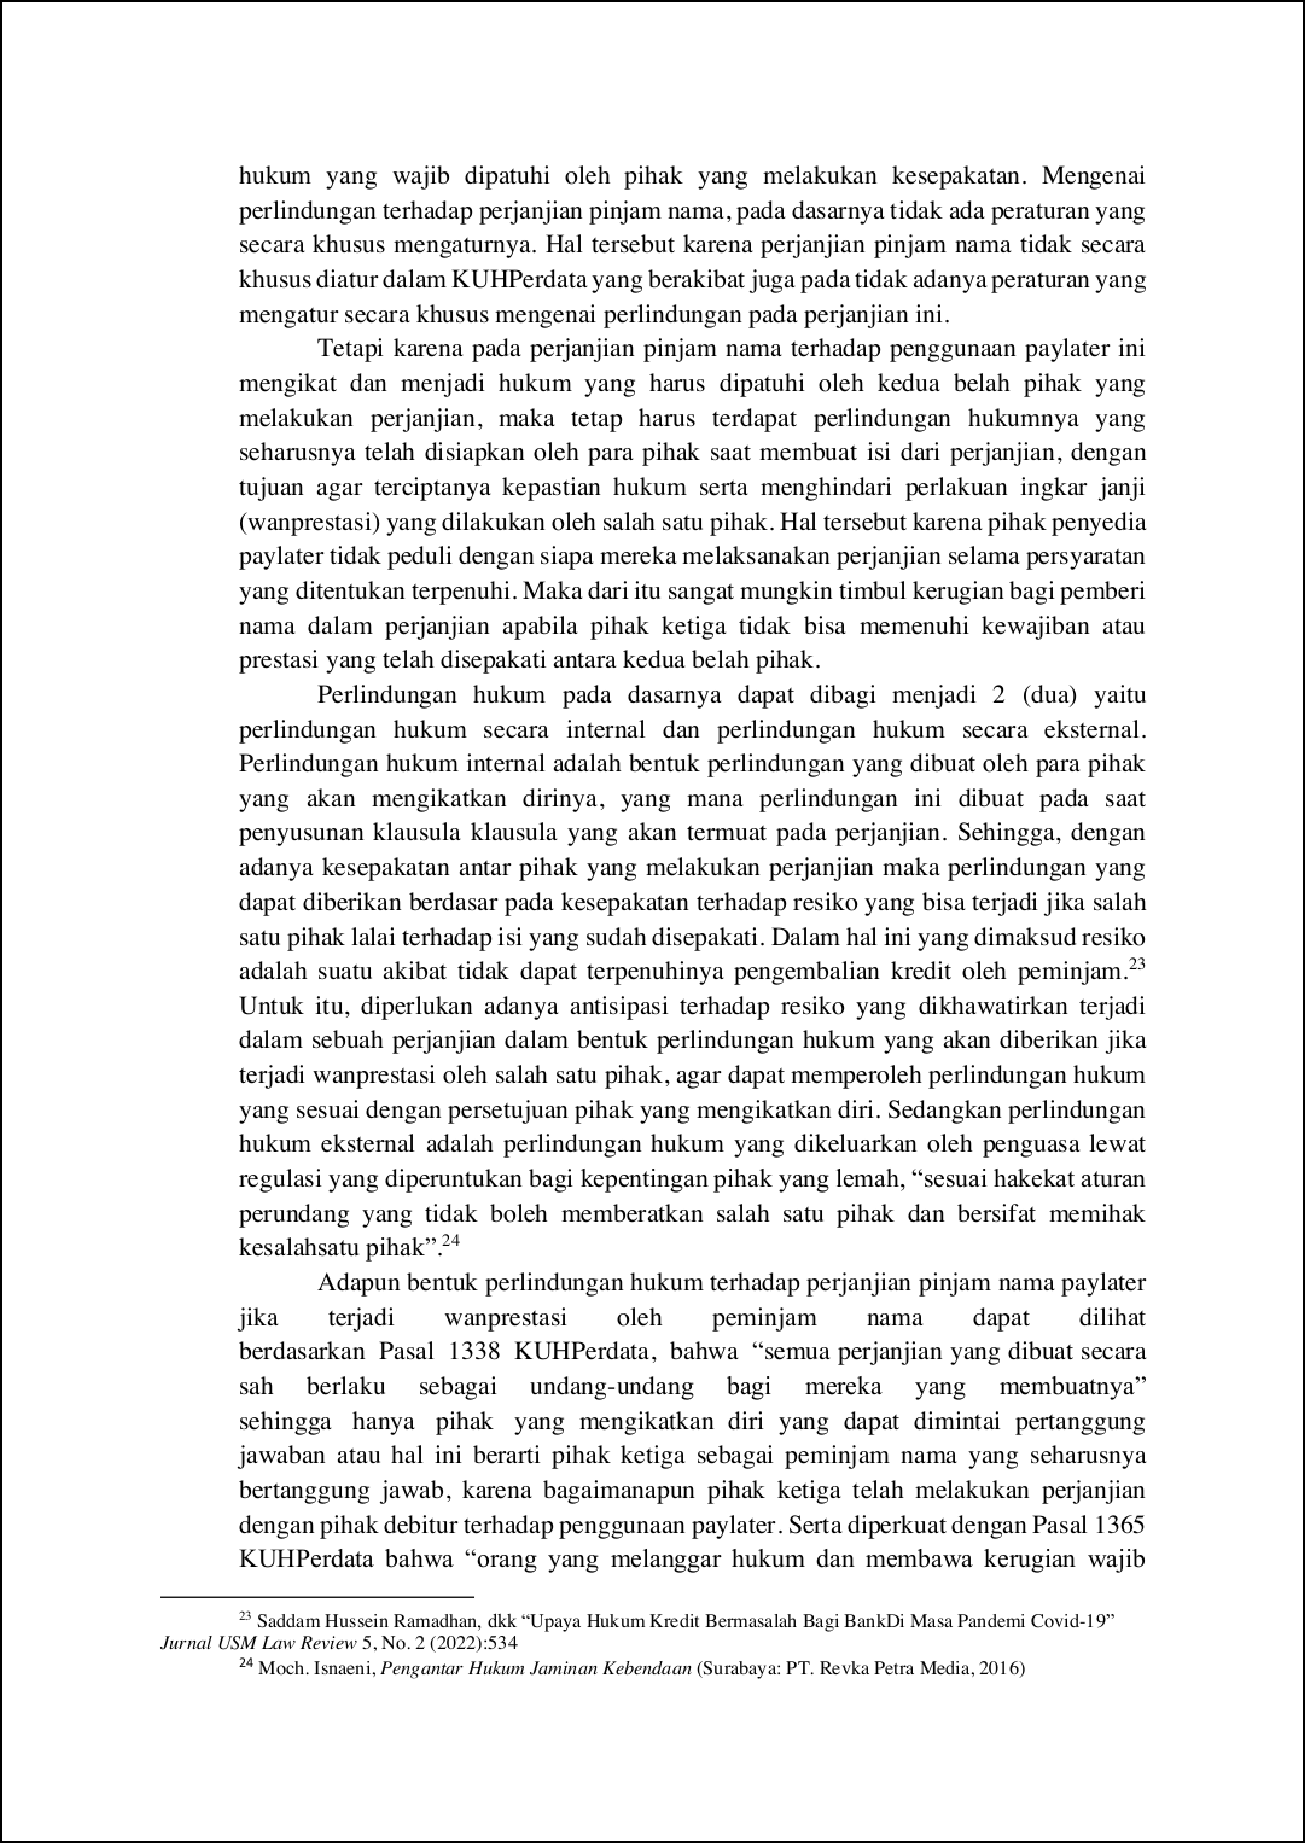 hukum yang wajib dipatuhi oleh pihak yang melakukan kesepakatan. Mengenai
perlindungan terhadap perjanjian pinjam nama, pada dasarnya tidak ada peraturan yang
secara khusus mengaturnya. Hal tersebut karena perjanjian pinjam nama tidak secara
khusus diatur dalam KUHPerdata yang berakibat juga pada tidak adanya peraturan yang
mengatur secara khusus mengenai perlindungan pada perjanjian ini.
Tetapi karena pada perjanjian pinjam nama terhadap penggunaan paylater ini
mengikat dan menjadi hukum yang harus dipatuhi oleh kedua belah pihak yang
melakukan perjanjian, maka tetap harus terdapat perlindungan hukumnya yang
seharusnya telah disiapkan oleh para pihak saat membuat isi dari perjanjian, dengan
tujuan agar terciptanya kepastian hukum serta menghindari perlakuan ingkar janji
(wanprestasi) yang dilakukan oleh salah satu pihak. Hal tersebut karena pihak penyedia
paylater tidak peduli dengan siapa mereka melaksanakan perjanjian selama persyaratan
yang ditentukan terpenuhi. Maka dari itu sangat mungkin timbul kerugian bagi pemberi
nama dalam perjanjian apabila pihak ketiga tidak bisa memenuhi kewajiban atau
prestasi yang telah disepakati antara kedua belah pihak.
Perlindungan hukum pada dasarnya dapat dibagi menjadi 2 (dua) yaitu
perlindungan hukum secara internal dan perlindungan hukum secara eksternal.
Perlindungan hukum internal adalah bentuk perlindungan yang dibuat oleh para pihak
yang akan mengikatkan dirinya, yang mana perlindungan ini dibuat pada saat
penyusunan klausula klausula yang akan termuat pada perjanjian. Sehingga, dengan
adanya kesepakatan antar pihak yang melakukan perjanjian maka perlindungan yang
dapat diberikan berdasar pada kesepakatan terhadap resiko yang bisa terjadi jika salah
satu pihak lalai terhadap isi yang sudah disepakati. Dalam hal ini yang dimaksud resiko
adalah suatu akibat tidak dapat terpenuhinya pengembalian kredit oleh peminjam.23
Untuk itu, diperlukan adanya antisipasi terhadap resiko yang dikhawatirkan terjadi
dalam sebuah perjanjian dalam bentuk perlindungan hukum yang akan diberikan jika
terjadi wanprestasi oleh salah satu pihak, agar dapat memperoleh perlindungan hukum
yang sesuai dengan persetujuan pihak yang mengikatkan diri. Sedangkan perlindungan
hukum eksternal adalah perlindungan hukum yang dikeluarkan oleh penguasa lewat
regulasi yang diperuntukan bagi kepentingan pihak yang lemah, “sesuai hakekat aturan
perundang yang tidak boleh memberatkan salah satu pihak dan bersifat memihak
kesalahsatu pihak”.24
Adapun bentuk perlindungan hukum terhadap perjanjian pinjam nama paylater
jika terjadi wanprestasi oleh peminjam nama dapat dilihat
berdasarkan Pasal 1338 KUHPerdata, bahwa “semua perjanjian yang dibuat secara
sah berlaku sebagai undang-undang bagi mereka yang membuatnya”
sehingga hanya pihak yang mengikatkan diri yang dapat dimintai pertanggung
jawaban atau hal ini berarti pihak ketiga sebagai peminjam nama yang seharusnya
bertanggung jawab, karena bagaimanapun pihak ketiga telah melakukan perjanjian
dengan pihak debitur terhadap penggunaan paylater. Serta diperkuat dengan Pasal 1365
KUHPerdata bahwa “orang yang melanggar hukum dan membawa kerugian wajib
23 Saddam Hussein Ramadhan, dkk “Upaya Hukum Kredit Bermasalah Bagi BankDi Masa Pandemi Covid-19”
Jurnal USM Law Review 5, No. 2 (2022):534
24 Moch. Isnaeni, Pengantar Hukum Jaminan Kebendaan (Surabaya: PT. Revka Petra Media, 2016)